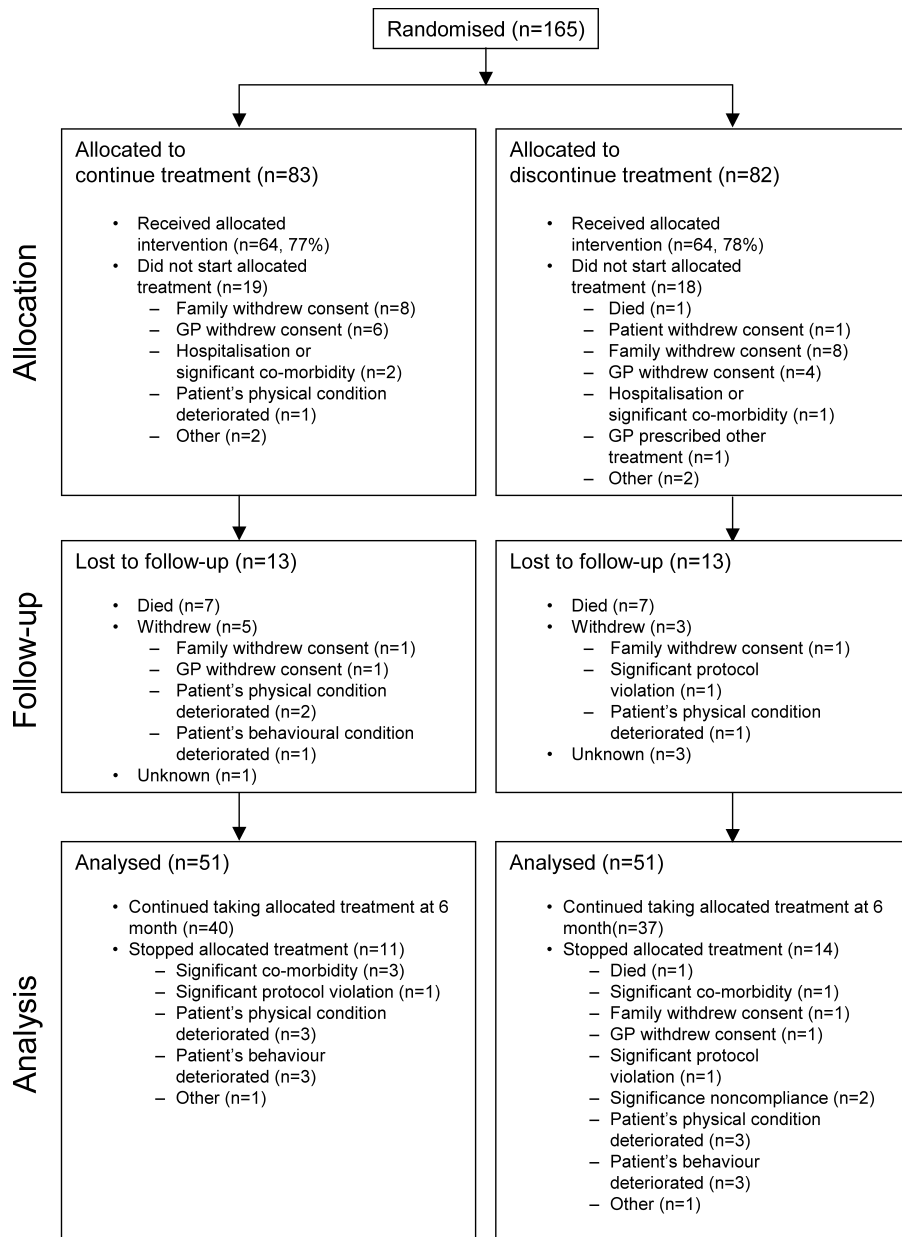 Randomised (n=165)
Allocation
Allocated to
continue treatment (n=83)
• Received allocated
intervention (n=64, 77%)
• Did not start allocated
treatment (n=19)
– Family withdrew consent (n=8)
– GP withdrew consent (n=6)
– Hospitalisation or
significant co-morbidity (n=2)
– Patient’s physical condition
deteriorated (n=1)
– Other (n=2)
Allocated to
discontinue treatment (n=82)
• Received allocated
intervention (n=64, 78%)
• Did not start allocated
treatment (n=18)
– Died (n=1)
– Patient withdrew consent (n=1)
– Family withdrew consent (n=8)
– GP withdrew consent (n=4)
– Hospitalisation or
significant co-morbidity (n=1)
– GP prescribed other
treatment (n=1)
– Other (n=2)
Follow-up
Lost to follow-up (n=13)
• Died (n=7)
• Withdrew (n=5)
– Family withdrew consent (n=1)
– GP withdrew consent (n=1)
– Patient’s physical condition
deteriorated (n=2)
– Patient’s behavioural condition
deteriorated (n=1)
• Unknown (n=1)
Lost to follow-up (n=13)
• Died (n=7)
• Withdrew (n=3)
– Family withdrew consent (n=1)
– Significant protocol
violation (n=1)
– Patient’s physical condition
deteriorated (n=1)
• Unknown (n=3)
Analysis
Analysed (n=51)
• Continued taking allocated treatment at 6
month (n=40)
• Stopped allocated treatment (n=11)
– Significant co-morbidity (n=3)
– Significant protocol violation (n=1)
– Patient’s physical condition
deteriorated (n=3)
– Patient’s behaviour
deteriorated (n=3)
– Other (n=1)
Analysed (n=51)
• Continued taking allocated treatment at 6
month(n=37)
• Stopped allocated treatment (n=14)
– Died (n=1)
– Significant co-morbidity (n=1)
– Family withdrew consent (n=1)
– GP withdrew consent (n=1)
– Significant protocol
violation (n=1)
– Significance noncompliance (n=2)
– Patient’s physical condition
deteriorated (n=3)
– Patient’s behaviour
deteriorated (n=3)
– Other (n=1)